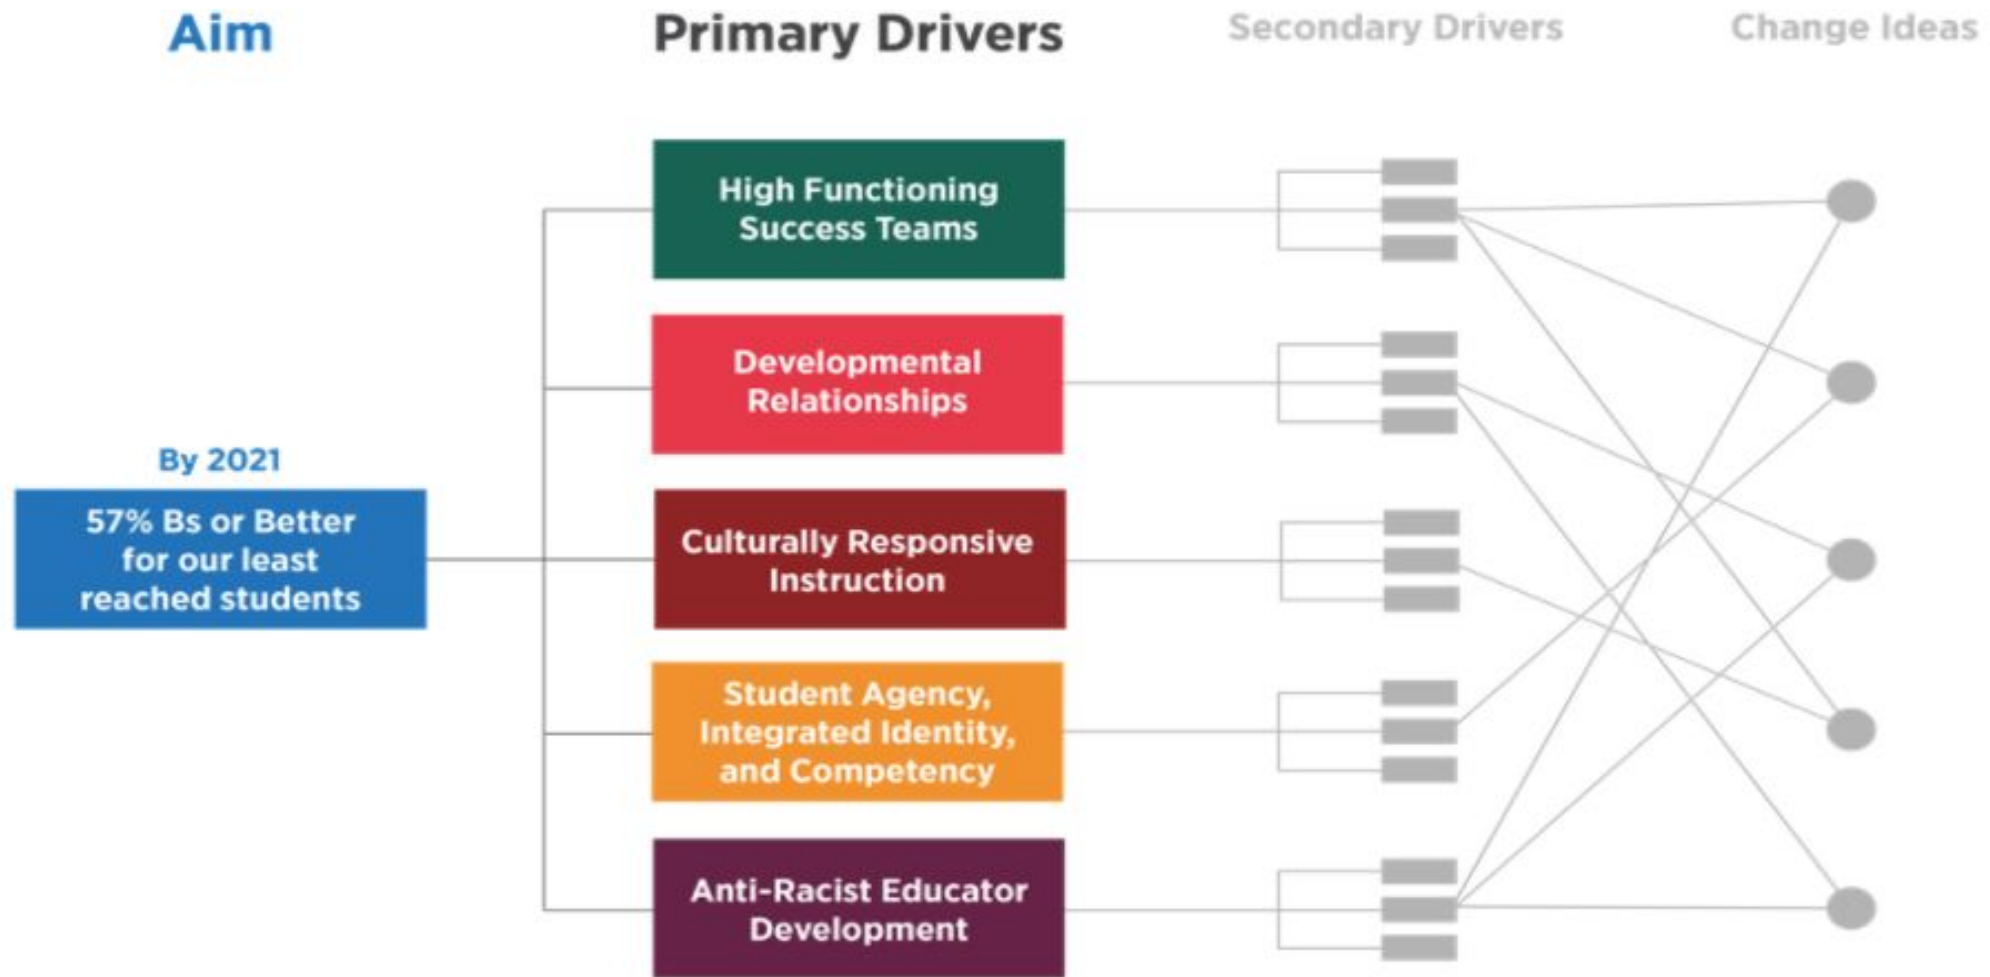 Aim
Primary Drivers
Secondary Drivers
Change Ideas
High Functioning
Success Teams
Developmental
Relationships
By 2021
57% Bs or Better
for our least
reached students
Culturally Responsive
Instruction
Student Agency,
Integrated Identity,
and Competency
Anti-Racist Educator
Development